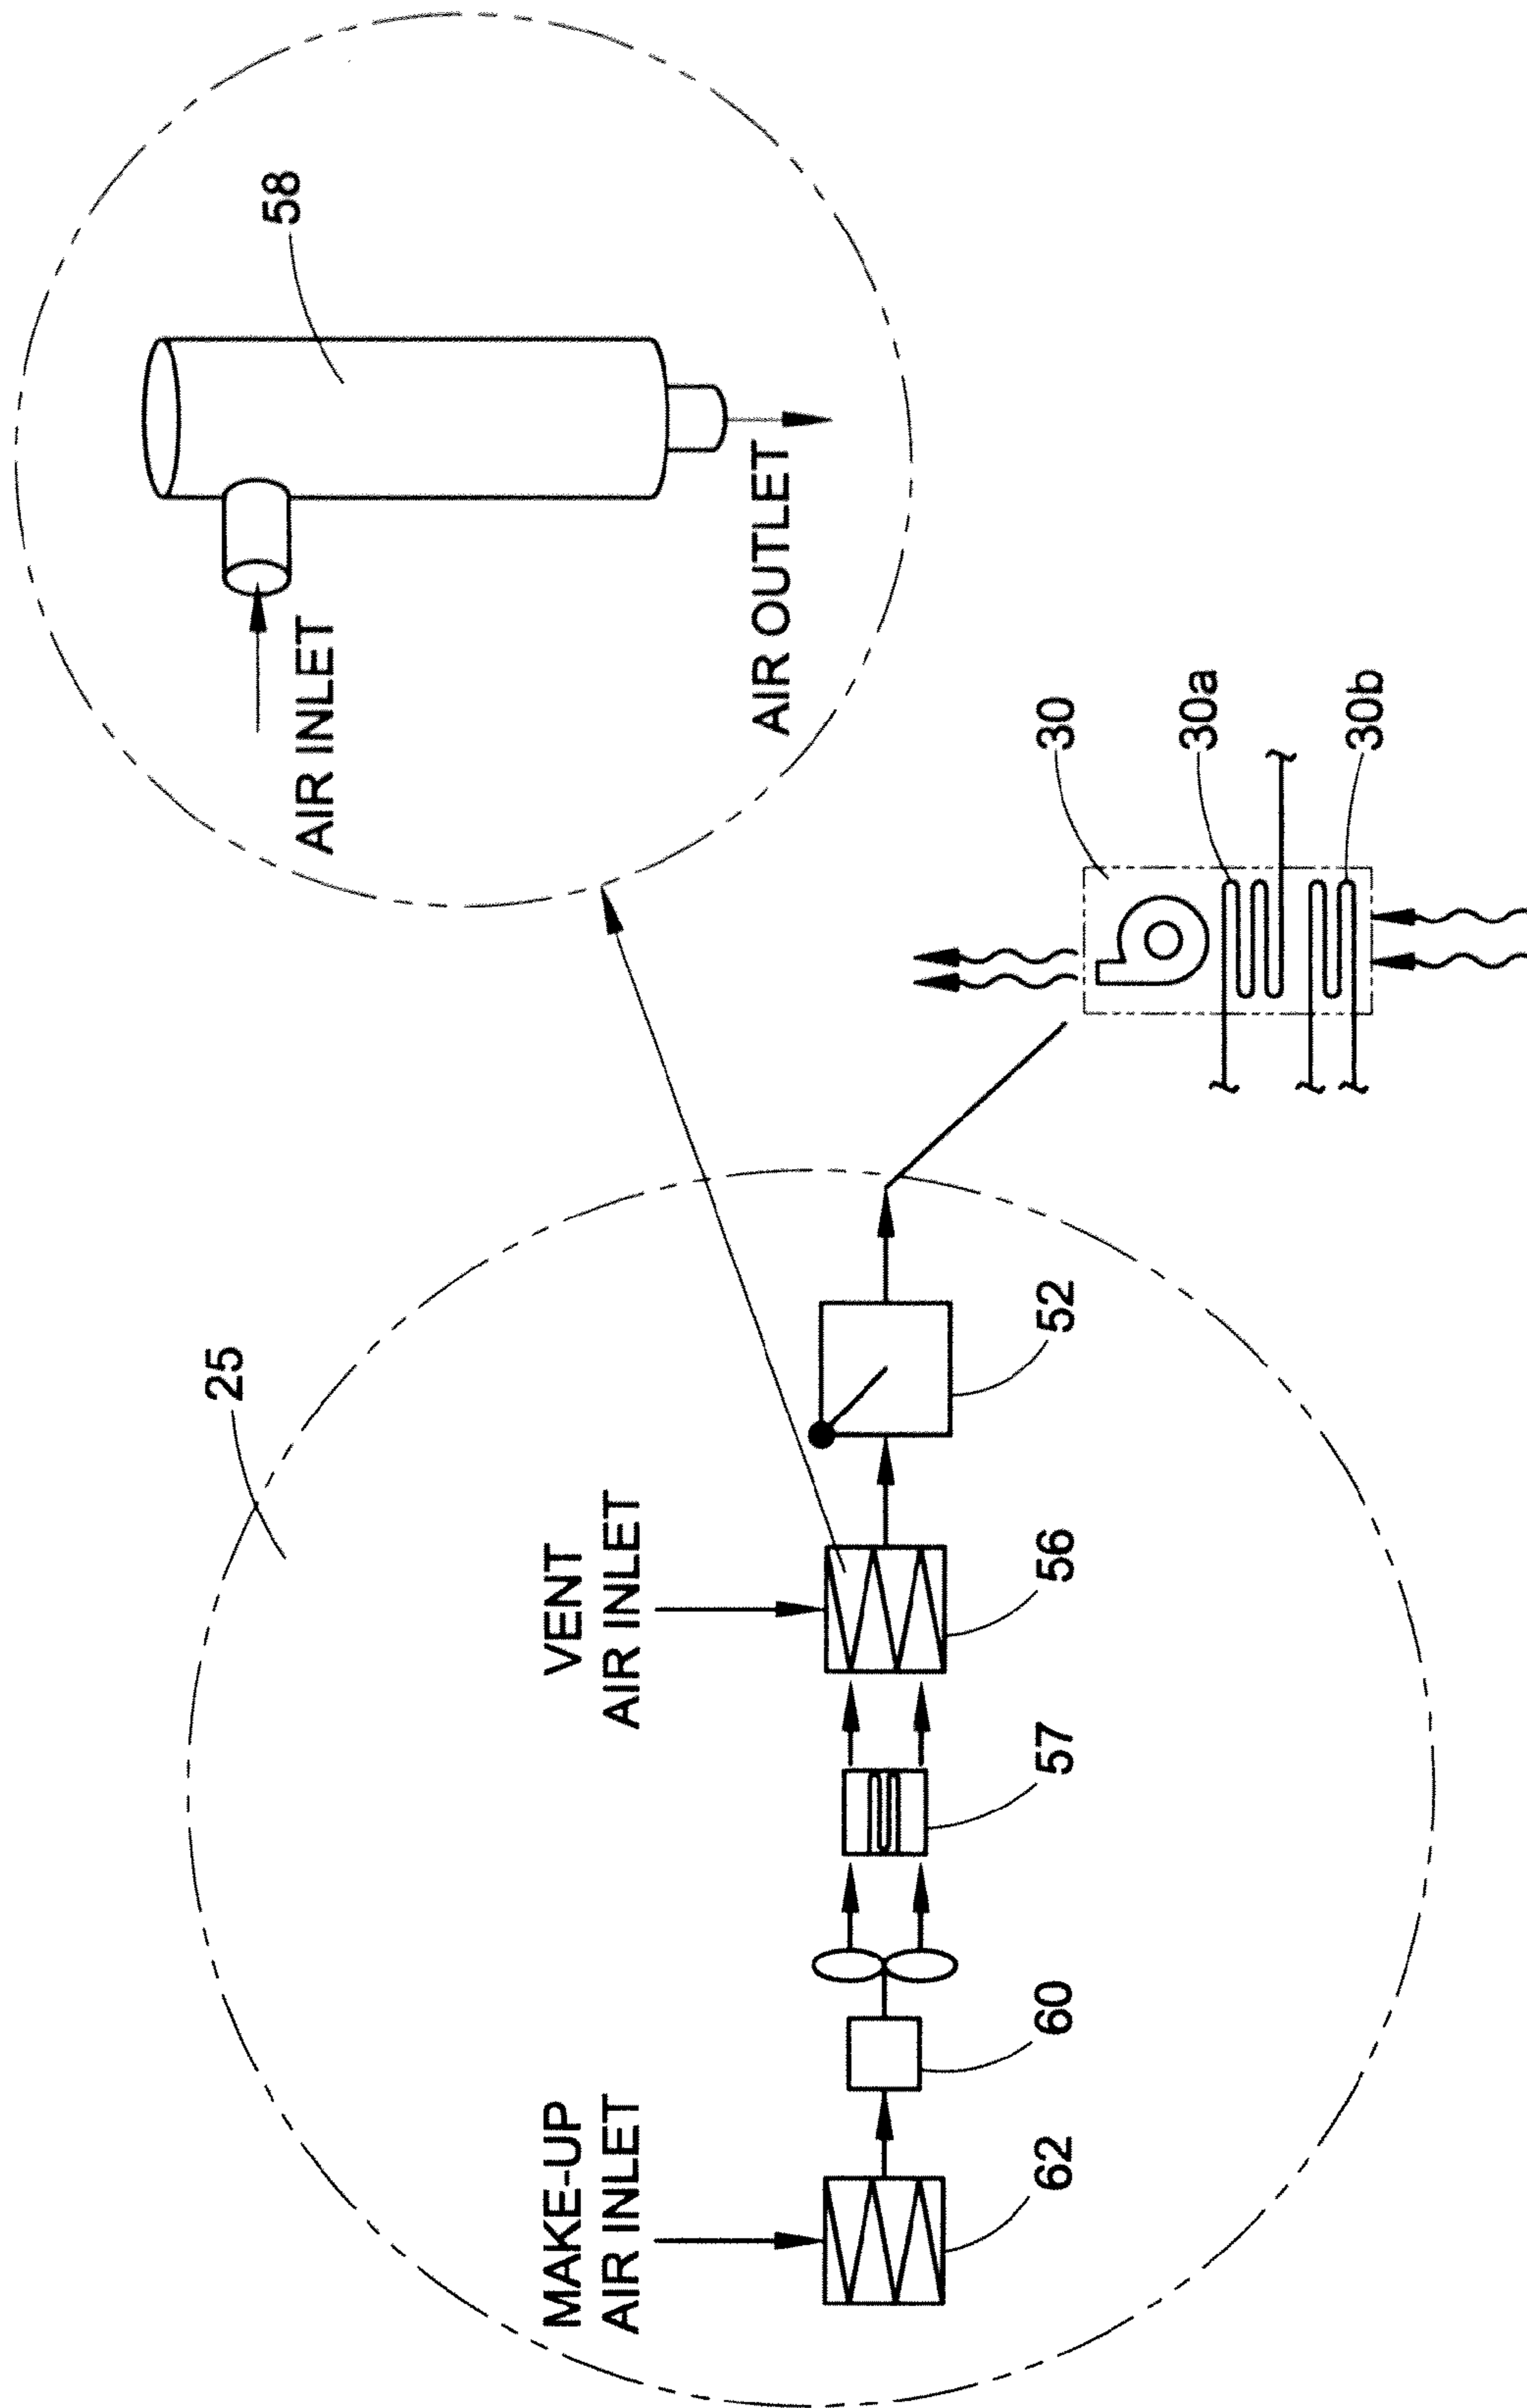 58
AIR INLET
AIR OUTLET
25
30
30a
30b
VENT
AIR INLET
MAKE-UP
AIR INLET
62
60
57
56
52